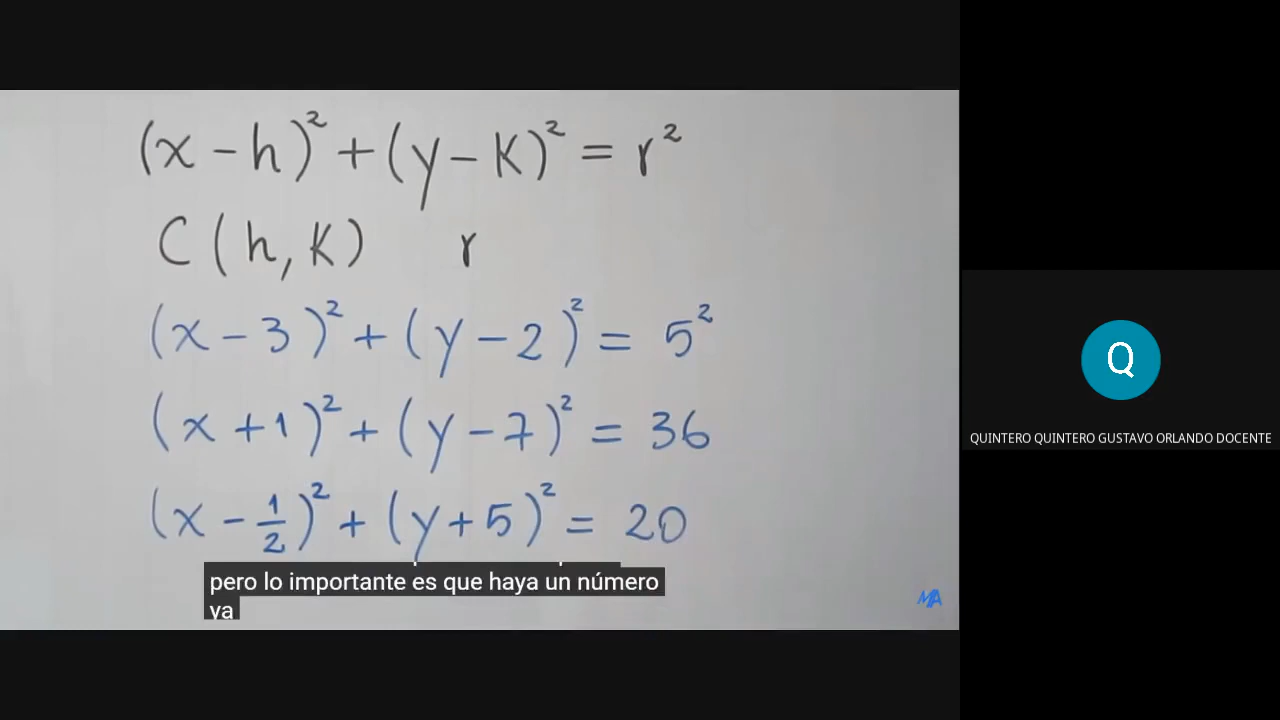 (x-h)² + (y-k)² = r²
C(h,k) r
(x-3)² + (y-2)² = 5²
(x+1)² + (y-7)² = 36
(x-1/2)² + (y+5)² = 20
pero lo importante es que haya un número
ya
MA
Q
QUINTERO QUINTERO GUSTAVO ORLANDO DOCENTE